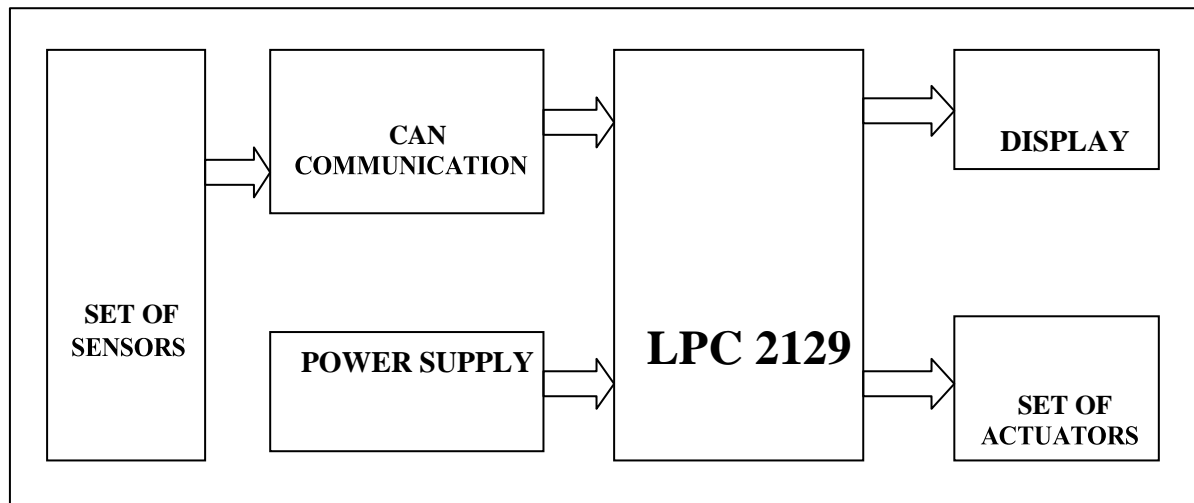 CAN
COMMUNICATION
DISPLAY
SET OF
SENSORS
POWER SUPPLY
LPC 2129
SET OF
ACTUATORS